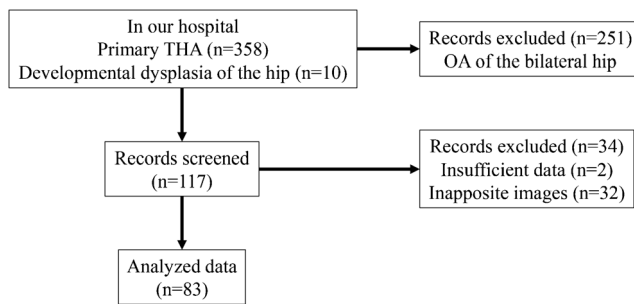 In our hospital
Primary THA (n=358)
Developmental dysplasia of the hip (n=10)
Records excluded (n=251)
OA of the bilateral hip
Records screened
(n=117)
Records excluded (n=34)
Insufficient data (n=2)
Inapposite images (n=32)
Analyzed data
(n=83)